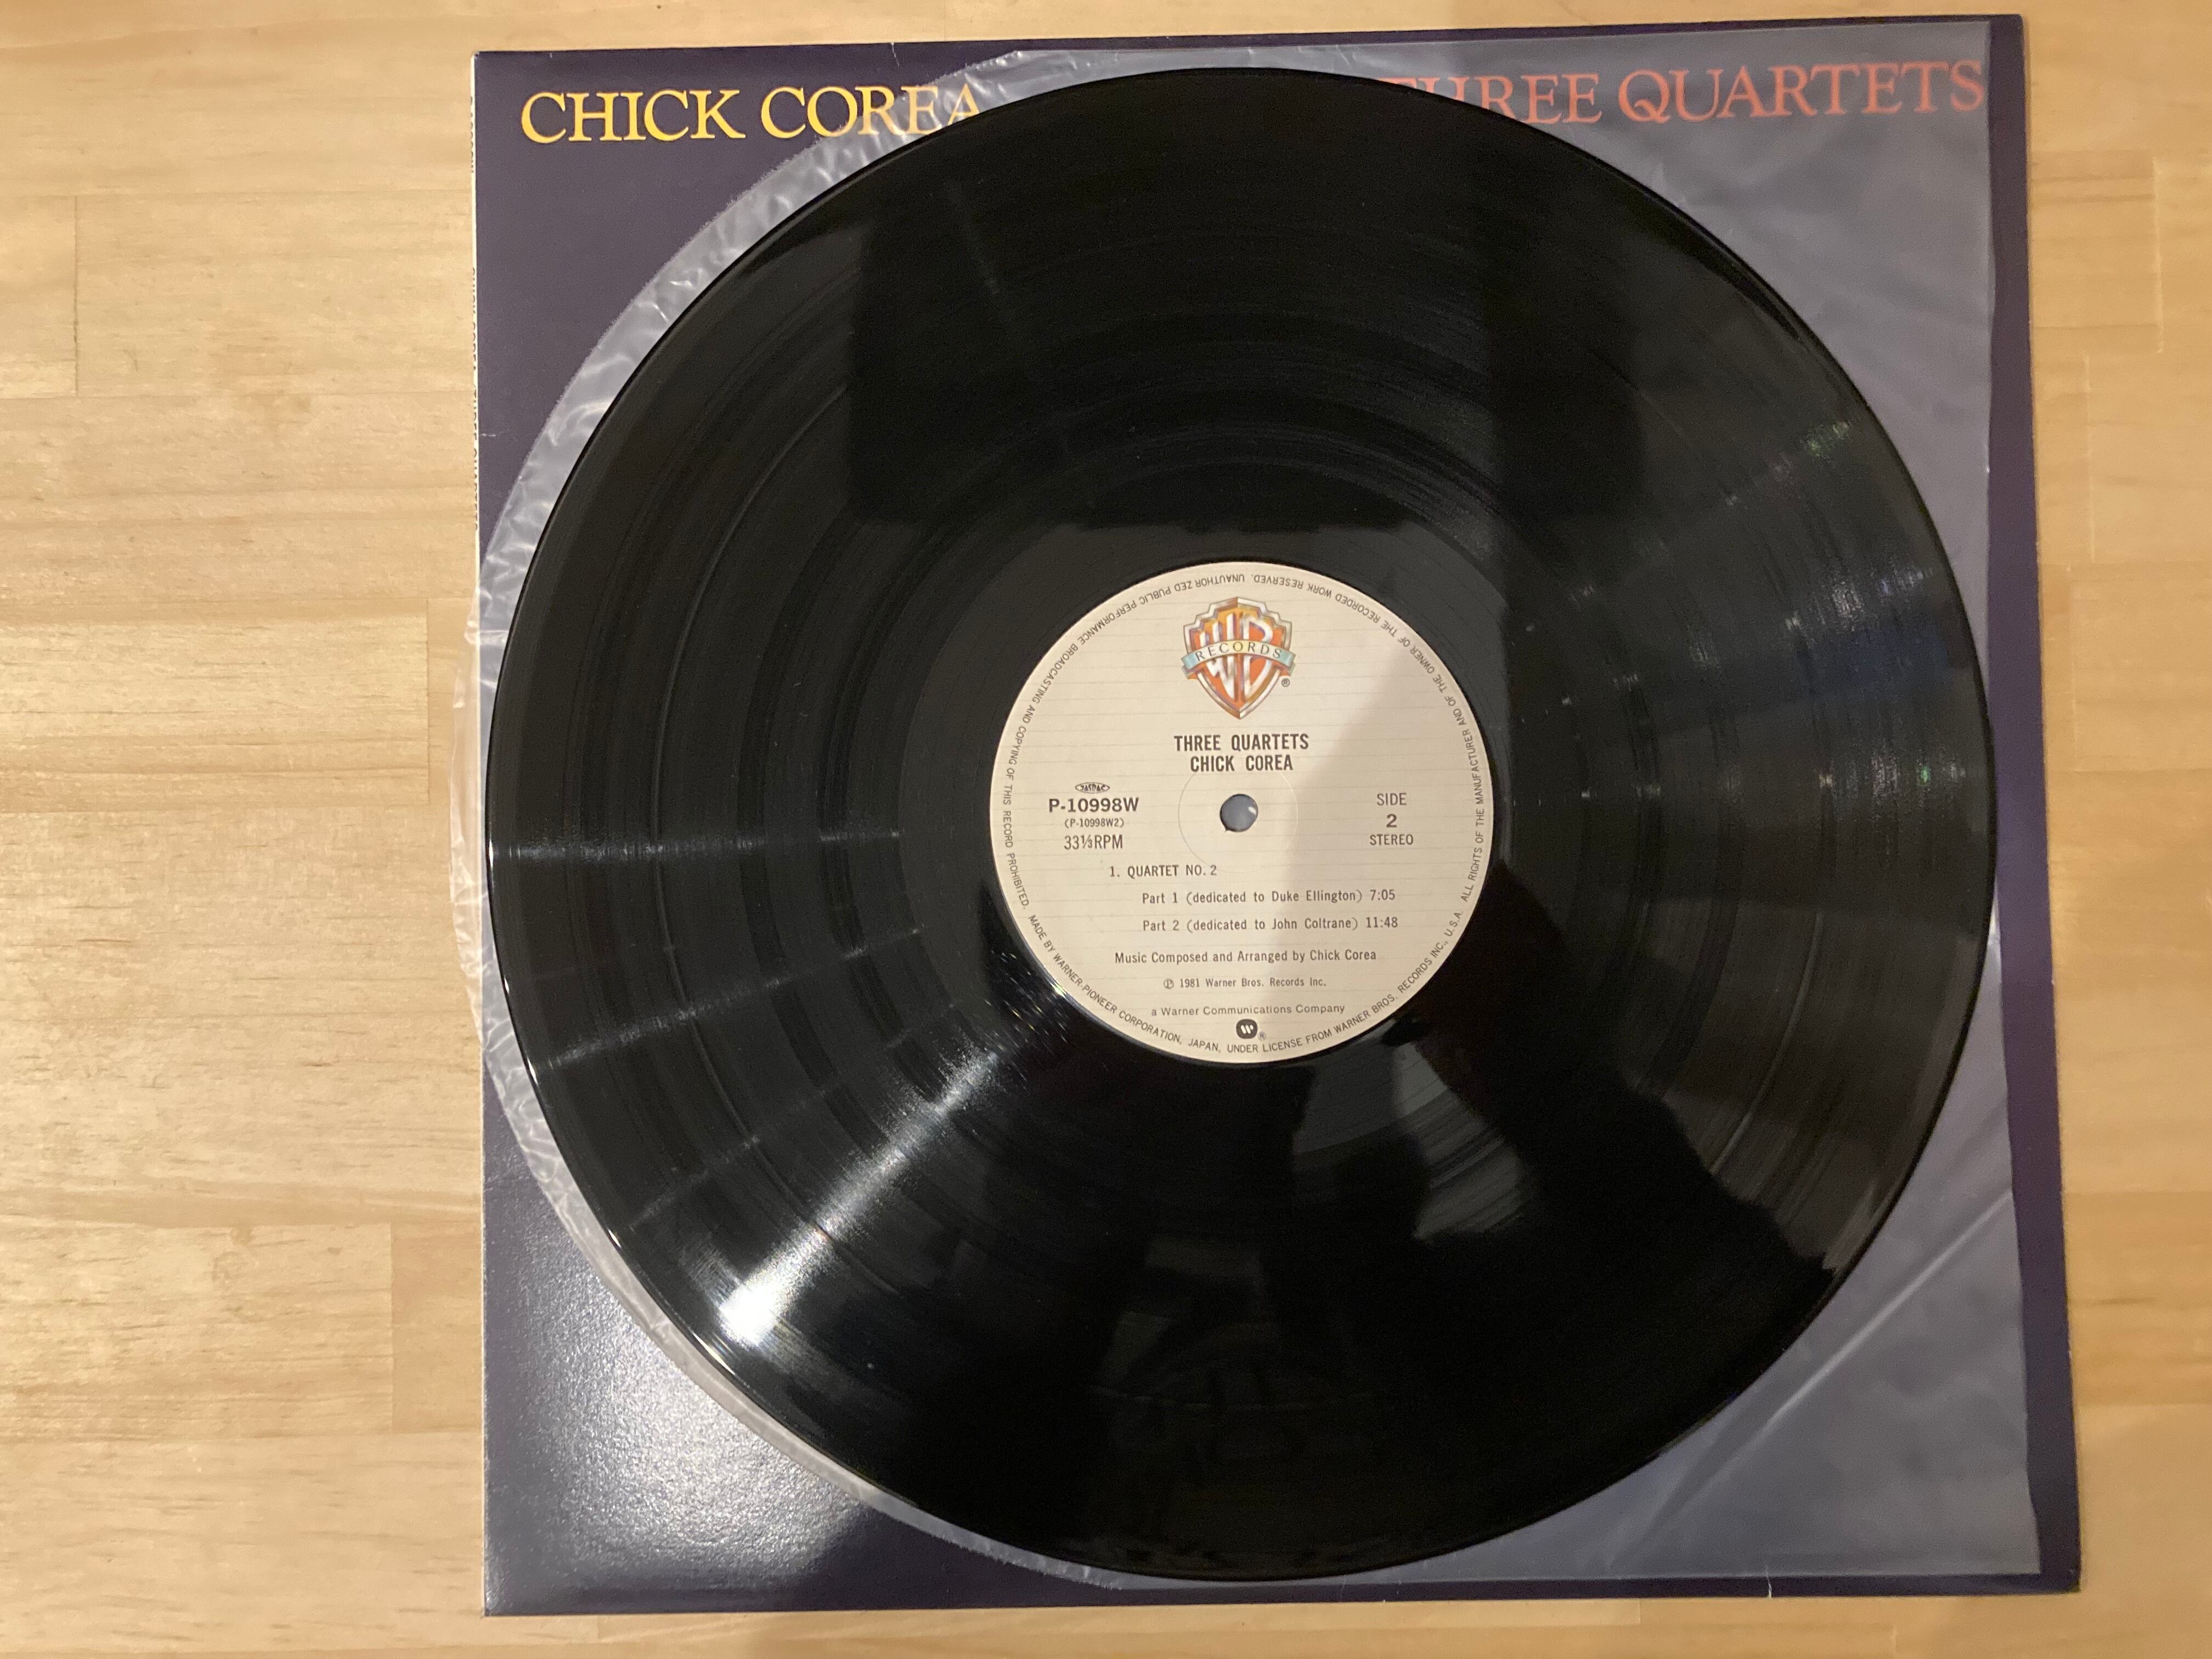 CHICK COREA
THREE QUARTETS
WB
RECORDS
®
THREE QUARTETS
CHICK COREA
P-10998W
(P-10998W2)
33⅓RPM
SIDE
2
STEREO
1. QUARTET NO. 2
Part 1 (dedicated to Duke Ellington) 7:05
Part 2 (dedicated to John Coltrane) 11:48
Music Composed and Arranged by Chick Corea
℗ 1981 Warner Bros. Records Inc.
a Warner Communications Company
®
ALL RIGHTS OF THE MANUFACTURER AND OF THE OWNER OF THE RECORDED WORK RESERVED. UNAUTHOR ZED PUBLIC PERFORMANCE BROADCASTING AND COPYING OF THIS RECORD PROHIBITED. MADE BY WARNER-PIONEER CORPORATION, JAPAN, UNDER LICENSE FROM WARNER BROS. RECORDS INC., U.S.A.